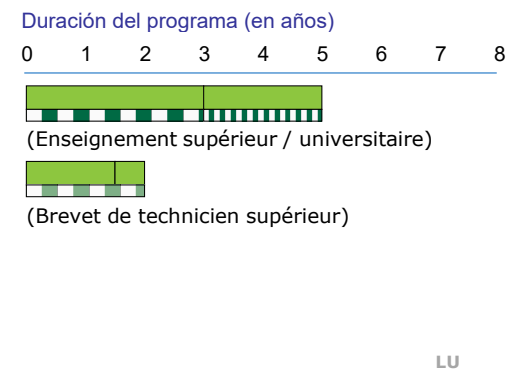 Duración del programa (en años)
0 1 2 3 4 5 6 7 8
(Enseignement supérieur / universitaire)
(Brevet de technicien supérieur)
LU